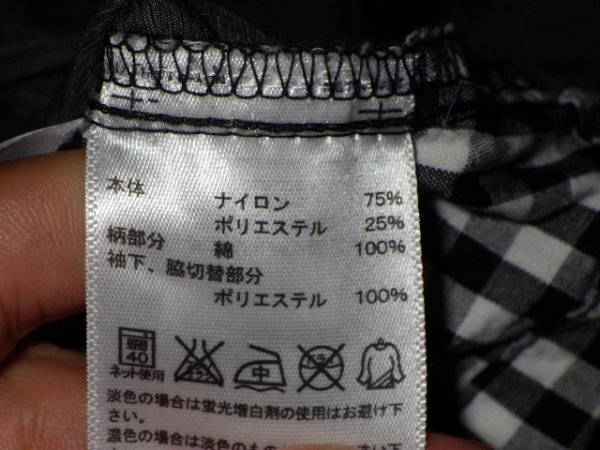 本体 ナイロン 75%
ポリエステル 25%
柄部分 綿 100%
袖下、脇切替部分
ポリエステル 100%
弱
40
ネット使用
中
淡色の場合は蛍光増白剤の使用はお避け下
さい。
濃色の場合は淡色のもの